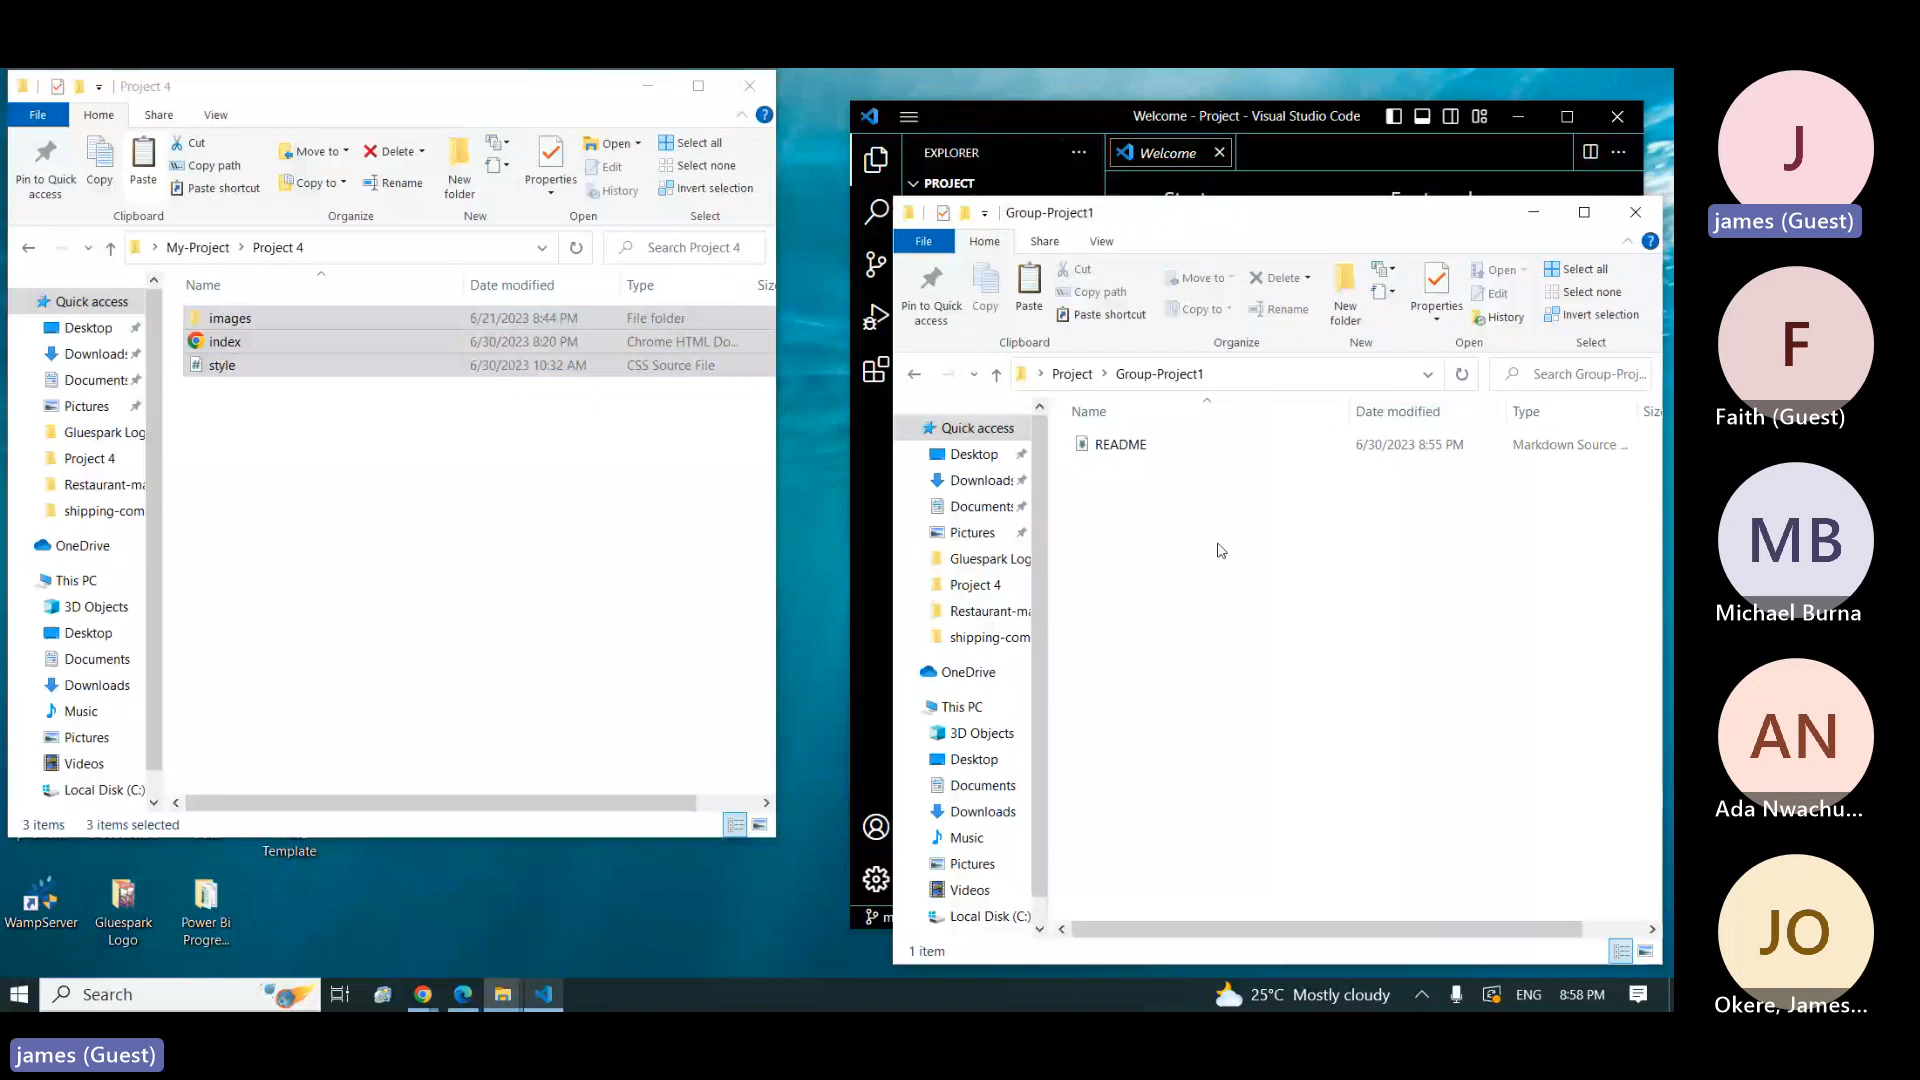 Project 4
File Home Share View
Pin to Quick access
Copy
Paste
Cut
Copy path
Paste shortcut
Clipboard
Move to
Copy to
Delete
Rename
Organize
New folder
New
Properties
Open
Edit
History
Open
Select all
Select none
Invert selection
Select
My-Project > Project 4
Search Project 4
Name Date modified Type
Quick access
Desktop
Documents
Pictures
Gluespark Log
Project 4
OneDrive
This PC
3D Objects
Desktop
Documents
Downloads
Music
Pictures
Videos
Local Disk (C:)
images 6/21/2023 8:44 PM File folder
index 6/30/2023 8:20 PM Chrome HTML Do...
style 6/30/2023 10:32 AM CSS Source File
3 items 3 items selected
Template
WampServer
Gluespark Logo
Power Bi Progre...
Welcome - Project - Visual Studio Code
EXPLORER
Welcome
PROJECT
Group-Project1
File Home Share View
Pin to Quick access
Copy
Paste
Cut
Copy path
Paste shortcut
Clipboard
Move to
Copy to
Delete
Rename
Organize
New folder
New
Properties
Open
Edit
History
Open
Select all
Select none
Invert selection
Select
Project > Group-Project1
Search Group-Proj...
Name Date modified Type
Quick access
Desktop
Documents
Pictures
Gluespark Log
Project 4
OneDrive
This PC
3D Objects
Desktop
Documents
Downloads
Music
Pictures
Videos
Local Disk (C:)
README 6/30/2023 8:55 PM Markdown Source ...
1 item
Search
25°C Mostly cloudy
ENG
8:58 PM
J
james (Guest)
F
Faith (Guest)
MB
Michael Burna
AN
Ada Nwachu...
JO
Okere, James...
james (Guest)